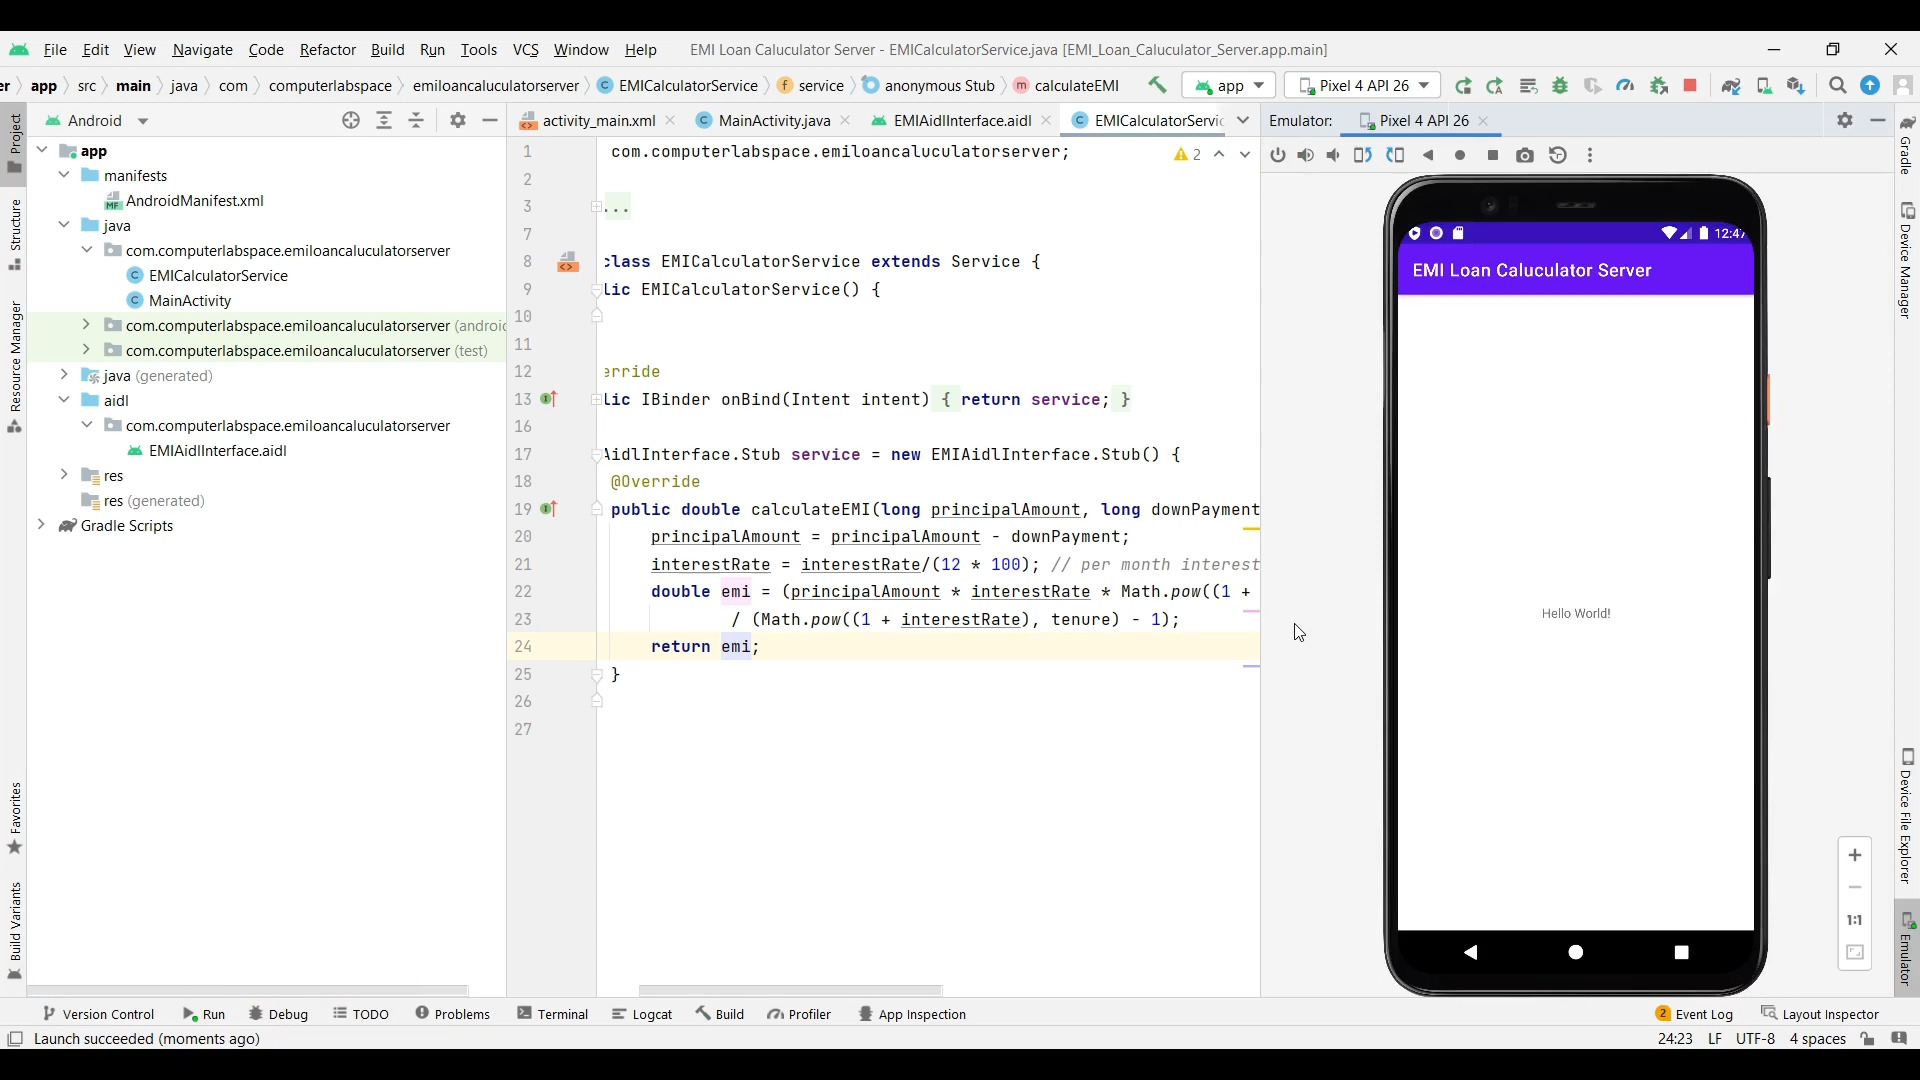 File Edit View Navigate Code Refactor Build Run Tools VCS Window Help EMI Loan Caluculator Server - EMICalculatorService.java [EMI_Loan_Caluculator_Server.app.main]
er app src main java com computerlabspace emiloancaluculatorserver C EMICalculatorService f service anonymous Stub m calculateEMI app Pixel 4 API 26
Project
Structure
Resource Manager
Favorites
Build Variants
Android
app
manifests
MF AndroidManifest.xml
java
com.computerlabspace.emiloancaluculatorserver
C EMICalculatorService
C MainActivity
com.computerlabspace.emiloancaluculatorserver (androi
com.computerlabspace.emiloancaluculatorserver (test)
java (generated)
aidl
com.computerlabspace.emiloancaluculatorserver
EMIAidlInterface.aidl
res
res (generated)
Gradle Scripts
activity_main.xml C MainActivity.java EMIAidlInterface.aidl C EMICalculatorServic
1 com.computerlabspace.emiloancaluculatorserver; 2
2
3 ...
7
8 class EMICalculatorService extends Service {
9 lic EMICalculatorService() {
10
11
12 erride
13 lic IBinder onBind(Intent intent) { return service; }
16
17 AidlInterface.Stub service = new EMIAidlInterface.Stub() {
18 @Override
19 public double calculateEMI(long principalAmount, long downPayment
20 principalAmount = principalAmount - downPayment;
21 interestRate = interestRate/(12 * 100); // per month interest
22 double emi = (principalAmount * interestRate * Math.pow((1 +
23 / (Math.pow((1 + interestRate), tenure) - 1);
24 return emi;
25 }
26
27
Emulator: Pixel 4 API 26
12:47
EMI Loan Caluculator Server
Hello World!
1:1
Gradle
Device Manager
Device File Explorer
Emulator
Version Control Run Debug TODO Problems Terminal Logcat Build Profiler App Inspection 2 Event Log Layout Inspector
Launch succeeded (moments ago) 24:23 LF UTF-8 4 spaces